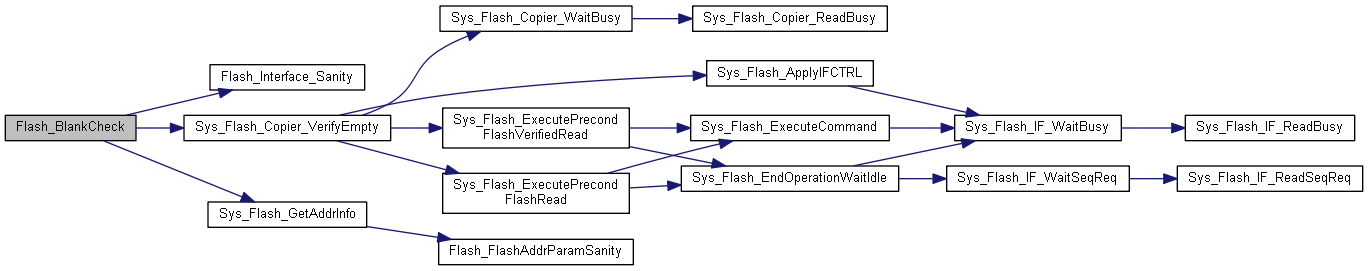 Flash_BlankCheck
Flash_Interface_Sanity
Sys_Flash_Copier_VerifyEmpty
Sys_Flash_GetAddrInfo
Sys_Flash_Copier_WaitBusy
Sys_Flash_ExecutePrecond
FlashVerifiedRead
Sys_Flash_ExecutePrecond
FlashRead
Flash_FlashAddrParamSanity
Sys_Flash_Copier_ReadBusy
Sys_Flash_ApplyIFCTRL
Sys_Flash_ExecuteCommand
Sys_Flash_EndOperationWaitIdle
Sys_Flash_IF_WaitBusy
Sys_Flash_IF_WaitSeqReq
Sys_Flash_IF_ReadBusy
Sys_Flash_IF_ReadSeqReq